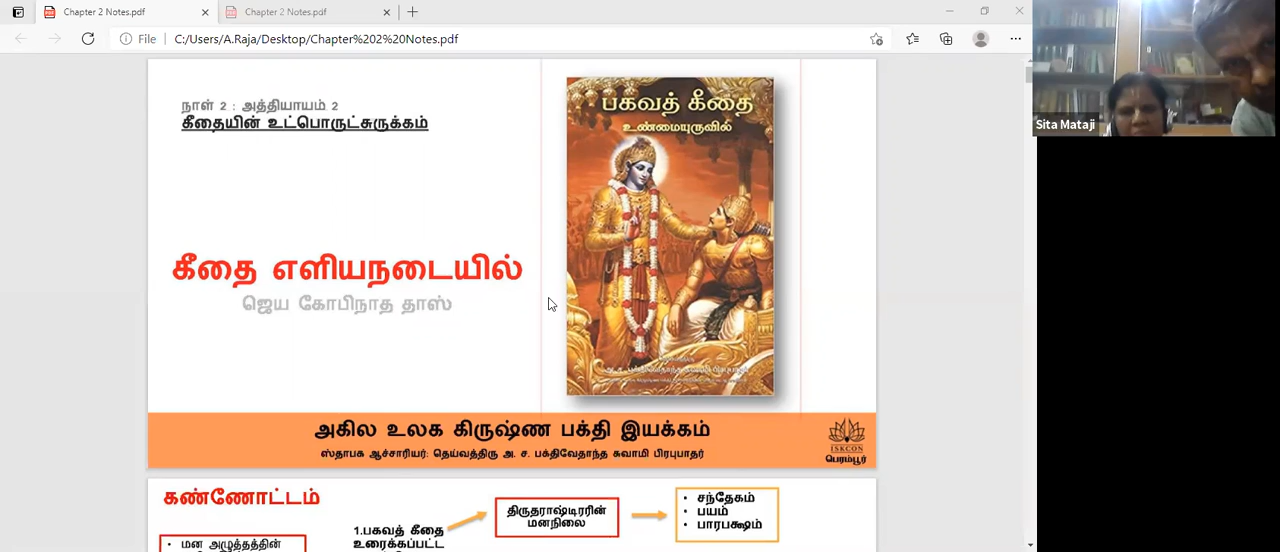 Chapter 2 Notes.pdf
Chapter 2 Notes.pdf
File
C:/Users/A.Raja/Desktop/Chapter%202%20Notes.pdf
Sita Mataji
நாள் 2 : அத்தியாயம் 2
கீதையின் உட்பொருட்சுருக்கம்
பகவத் கீதை
உண்மையுருவில்
கீதை எளியநடையில்
ஜெய கோபிநாத தாஸ்
அ.ச. பக்திவேதாந்த சுவாமி பிரபுபாதர்
அகில உலக கிருஷ்ண பக்தி இயக்கம்
ஸ்தாபக ஆச்சாரியர்: தெய்வத்திரு அ. ச. பக்திவேதாந்த சுவாமி பிரபுபாதர்
ISKCON
பெரம்பூர்
கண்ணோட்டம்
திருதராஷ்டிரரின்
மனநிலை
• சந்தேகம்
• பயம்
• பாரபக்ஷம்
1.பகவத் கீதை
உரைக்கப்பட்ட
• மன அழுத்தத்தின்